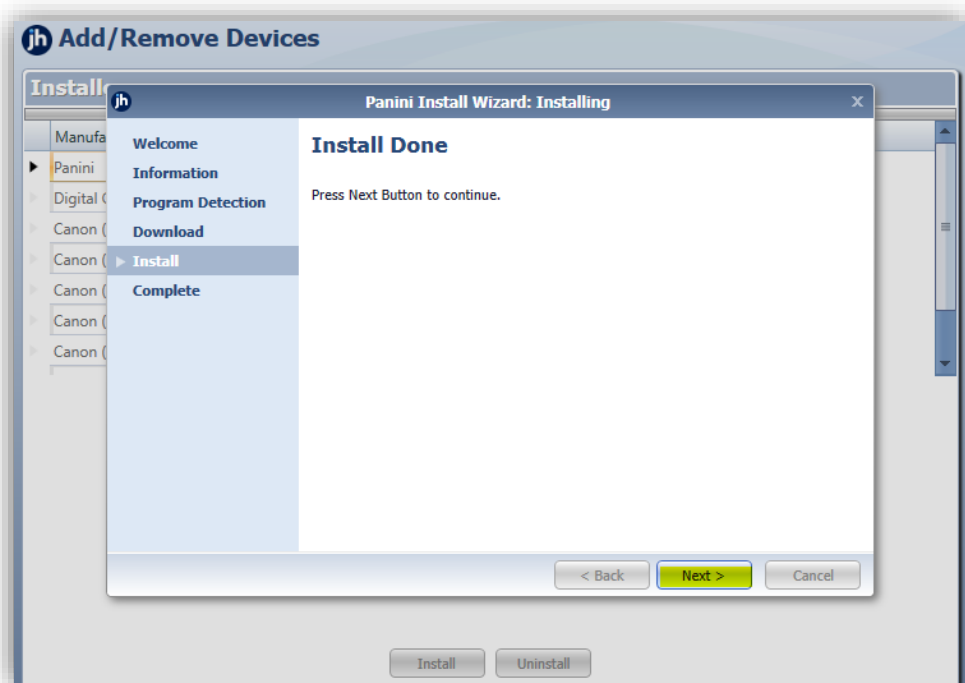 jh Add/Remove Devices
Install
jh Panini Install Wizard: Installing x
Manufa
Panini
Digital
Canon (
Canon (
Canon (
Canon (
Canon (
Welcome
Information
Program Detection
Download
Install
Complete
Install Done
Press Next Button to continue.
< Back Next > Cancel
Install Uninstall